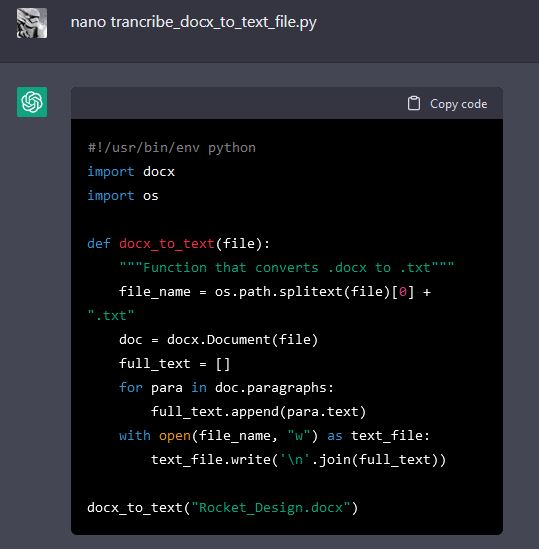 nano trancribe_docx_to_text_file.py
Copy code
#!/usr/bin/env python
import docx
import os
def docx_to_text(file):
    """Function that converts .docx to .txt"""
    file_name = os.path.splitext(file)[0] +
".txt"
    doc = docx.Document(file)
    full_text = []
    for para in doc.paragraphs:
        full_text.append(para.text)
    with open(file_name, "w") as text_file:
        text_file.write('\n'.join(full_text))
docx_to_text("Rocket_Design.docx")